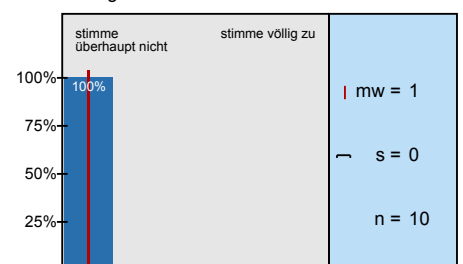 stimme
überhaupt nicht
stimme völlig zu
100%
100%
75%
50%
25%
mw = 1
s = 0
n = 10